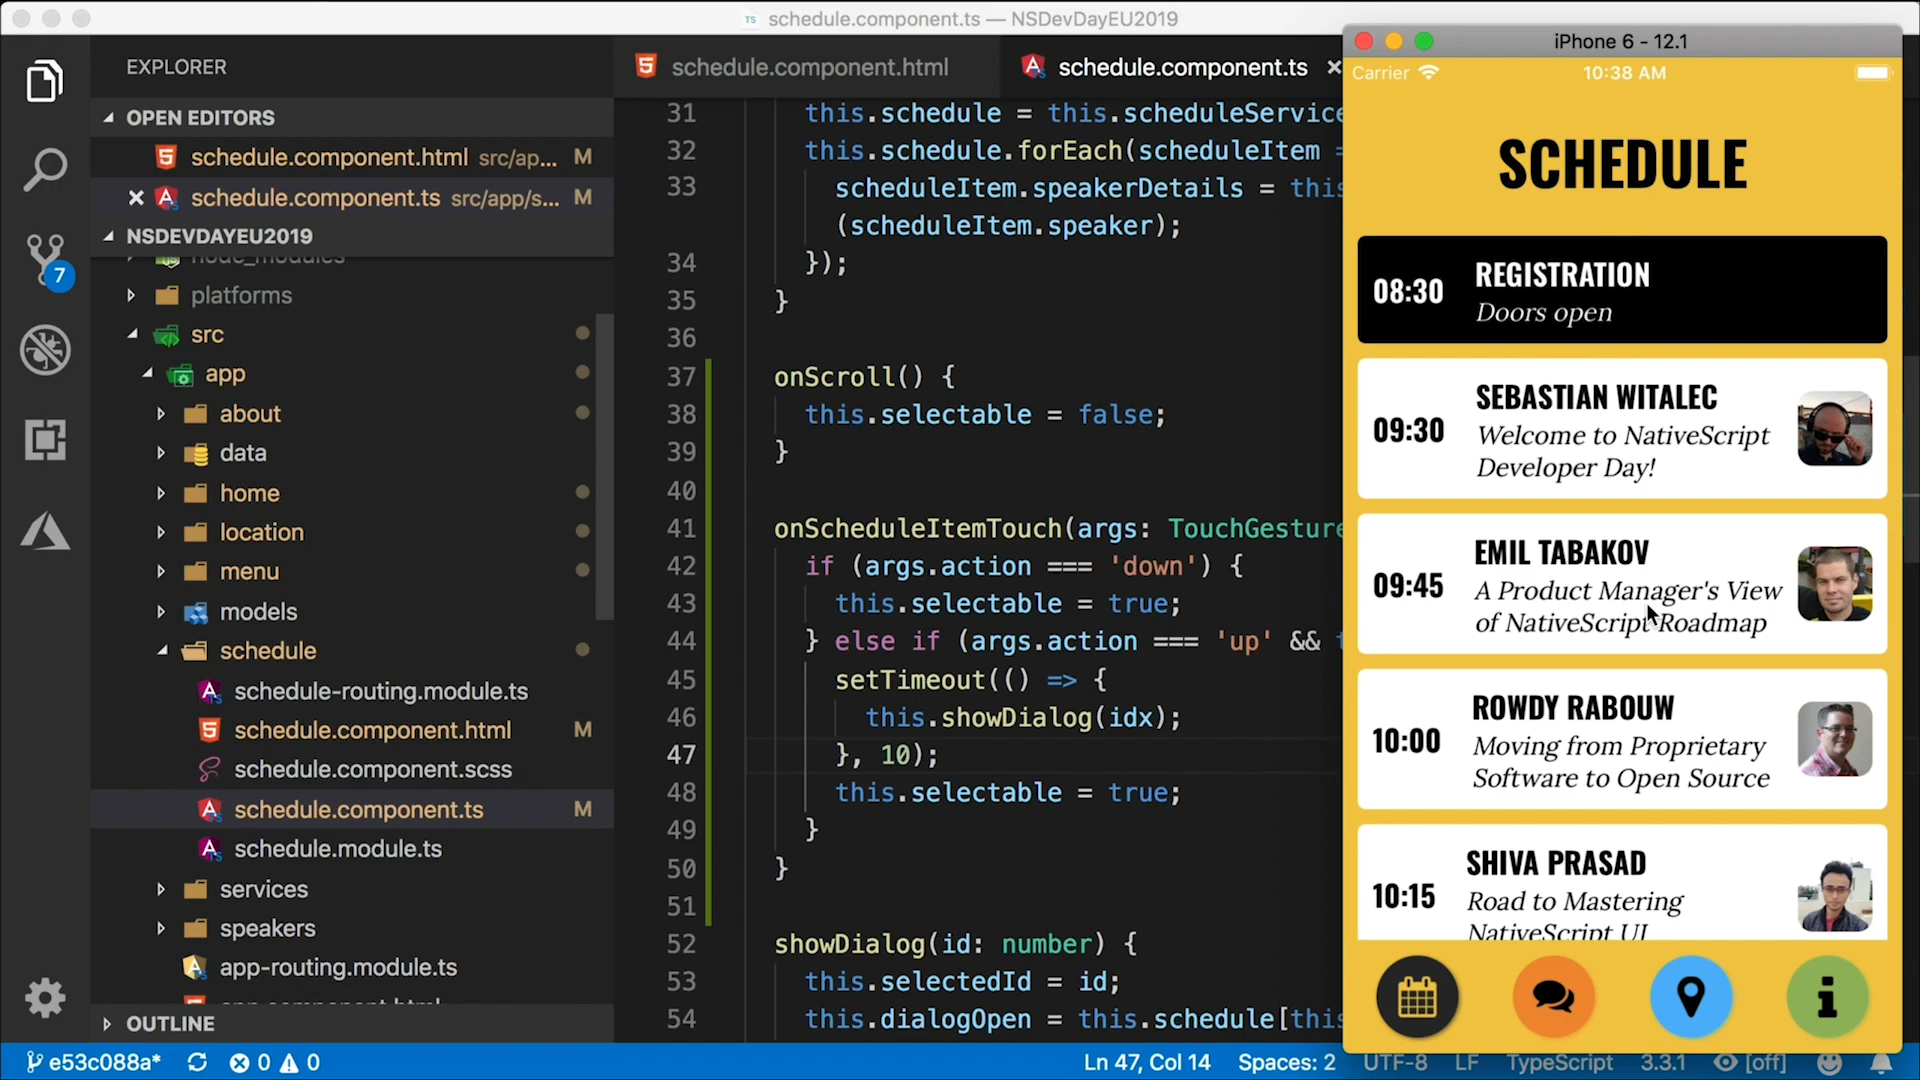 schedule.component.ts — NSDevDayEU2019
EXPLORER
OPEN EDITORS
schedule.component.html src/ap... M
schedule.component.ts src/app/s... M
NSDEVDAYEU2019
node_modules
platforms
src
app
about
data
home
location
menu
models
schedule
schedule-routing.module.ts
schedule.component.html M
schedule.component.scss
schedule.component.ts M
schedule.module.ts
services
speakers
app-routing.module.ts
app.component.html
OUTLINE
7
schedule.component.html
schedule.component.ts
31 this.schedule = this.scheduleService
32 this.schedule.forEach(scheduleItem =
33 scheduleItem.speakerDetails = this
(scheduleItem.speaker);
34 });
35 }
36
37 onScroll() {
38 this.selectable = false;
39 }
40
41 onScheduleItemTouch(args: TouchGesture
42 if (args.action === 'down') {
43 this.selectable = true;
44 } else if (args.action === 'up' && t
45 setTimeout(() => {
46 this.showDialog(idx);
47 }, 10);
48 this.selectable = true;
49 }
50 }
51
52 showDialog(id: number) {
53 this.selectedId = id;
54 this.dialogOpen = this.schedule[this
iPhone 6 - 12.1
Carrier 10:38 AM
SCHEDULE
08:30
REGISTRATION
Doors open
09:30
SEBASTIAN WITALEC
Welcome to NativeScript
Developer Day!
09:45
EMIL TABAKOV
A Product Manager's View
of NativeScript Roadmap
10:00
ROWDY RABOUW
Moving from Proprietary
Software to Open Source
10:15
SHIVA PRASAD
Road to Mastering
NativeScript UI
e53c088a* 0 0 Ln 47, Col 14 Spaces: 2 UTF-8 LF TypeScript 3.3.1 [off]